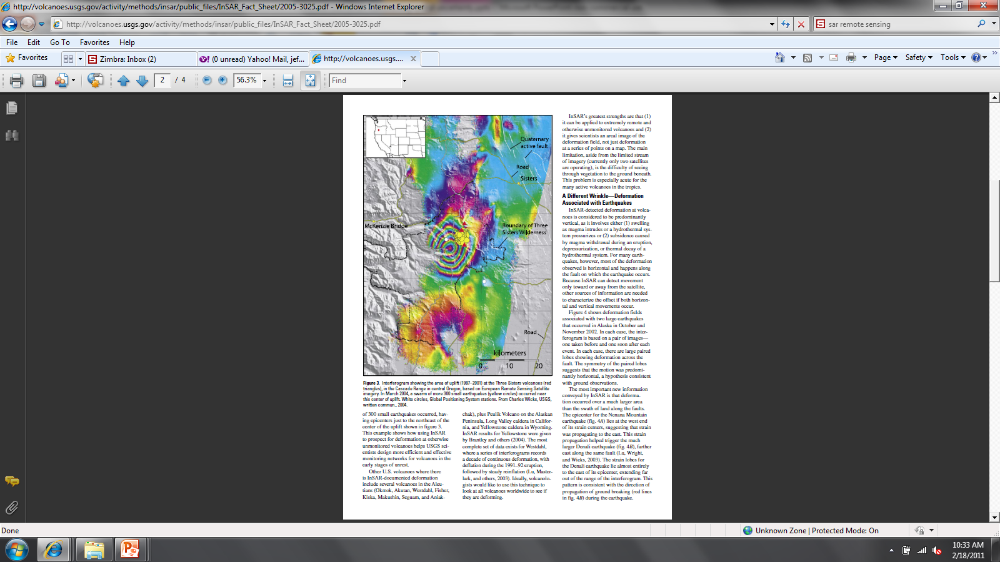 http://volcanoes.usgs.gov/activity/methods/insar/public_files/InSAR_Fact_Sheet/2005-3025.pdf - Windows Internet Explorer
http://volcanoes.usgs.gov/activity/methods/insar/public_files/InSAR_Fact_Sheet/2005-3025.pdf
sar remote sensing
File Edit Go To Favorites Help
Favorites
Zimbra: Inbox (2)
Y! (0 unread) Yahoo! Mail, jef...
http://volcanoes.usgs....
Page Safety Tools
2 / 4 56.3% Find
Quaternary
active fault
Road
Sisters
McKenzie Bridge
Boundary of Three
Sisters Wilderness
Road
kilometers
0 10 20
Figure 3. Interferogram showing the area of uplift (1997–2001) at the Three Sisters volcanoes (red
triangles), in the Cascade Range in central Oregon, based on European Remote Sensing Satellite
imagery. In March 2004, a swarm of more 300 small earthquakes (yellow circles) occurred near
this center of uplift. White circles, Global Positioning System stations. From Charles Wicks, USGS,
written commun., 2004.
of 300 small earthquakes occurred, hav-
ing epicenters just to the northeast of the
center of the uplift shown in figure 3.
This example shows how using InSAR
to prospect for deformation at otherwise
unmonitored volcanoes helps USGS sci-
entists design more efficient and effective
monitoring networks for volcanoes in the
early stages of unrest.
Other U.S. volcanoes where there
is InSAR-documented deformation
include several volcanoes in the Aleu-
tians (Okmok, Akutan, Westdahl, Fisher,
Kiska, Makushin, Seguam, and Aniak-
chak), plus Peulik Volcano on the Alaskan
Peninsula, Long Valley caldera in Califor-
nia, and Yellowstone caldera in Wyoming.
InSAR results for Yellowstone were given
by Brantley and others (2004). The most
complete set of data exists for Westdahl,
where a series of interferograms records
a decade of continuous deformation, with
deflation during the 1991–92 eruption,
followed by steady reinflation (Lu, Master-
lark, and others, 2003). Ideally, volcanolo-
gists would like to use this technique to
look at all volcanoes worldwide to see if
they are deforming.
InSAR's greatest strengths are that (1)
it can be applied to extremely remote and
otherwise unmonitored volcanoes and (2)
it gives scientists an areal image of the
deformation field, not just deformation
at a series of points on a map. The main
limitation, aside from the limited stream
of imagery (currently only two satellites
are operating), is the difficulty of seeing
through vegetation to the ground beneath.
This problem is especially acute for the
many active volcanoes in the tropics.
A Different Wrinkle—Deformation
Associated with Earthquakes
InSAR-detected deformation at volca-
noes is considered to be predominantly
vertical, as it involves either (1) swelling
as magma intrudes or a hydrothermal sys-
tem pressurizes or (2) subsidence caused
by magma withdrawal during an eruption,
depressurization, or thermal decay of a
hydrothermal system. For many earth-
quakes, however, most of the deformation
observed is horizontal and happens along
the fault on which the earthquake occurs.
Because InSAR can detect movement
only toward or away from the satellite,
other sources of information are needed
to characterize the offset if both horizon-
tal and vertical movements occur.
Figure 4 shows deformation fields
associated with two large earthquakes
that occurred in Alaska in October and
November 2002. In each case, the inter-
ferogram is based on a pair of images—
one taken before and one soon after each
event. In each case, there are large paired
lobes showing deformation across the
fault. The symmetry of the paired lobes
suggests that the motion was predomi-
nantly horizontal, a hypothesis consistent
with ground observations.
The most important new information
conveyed by InSAR is that deforma-
tion occurred over a much larger area
than the swath of land along the faults.
The epicenter for the Nenana Mountain
earthquake (fig. 4A) lies at the west end
of its strain centers, suggesting that strain
was propagating to the east. This strain
propagation helped trigger the much
larger Denali earthquake (fig. 4B), farther
east along the same fault (Lu, Wright,
and Wicks, 2003). The strain lobes for
the Denali earthquake lie almost entirely
to the east of its epicenter, extending far
out of the range of the interferogram. This
pattern is consistent with the direction of
propagation of ground breaking (red lines
in fig. 4B) during the earthquake.
Done
Unknown Zone | Protected Mode: On
10:33 AM
2/18/2011